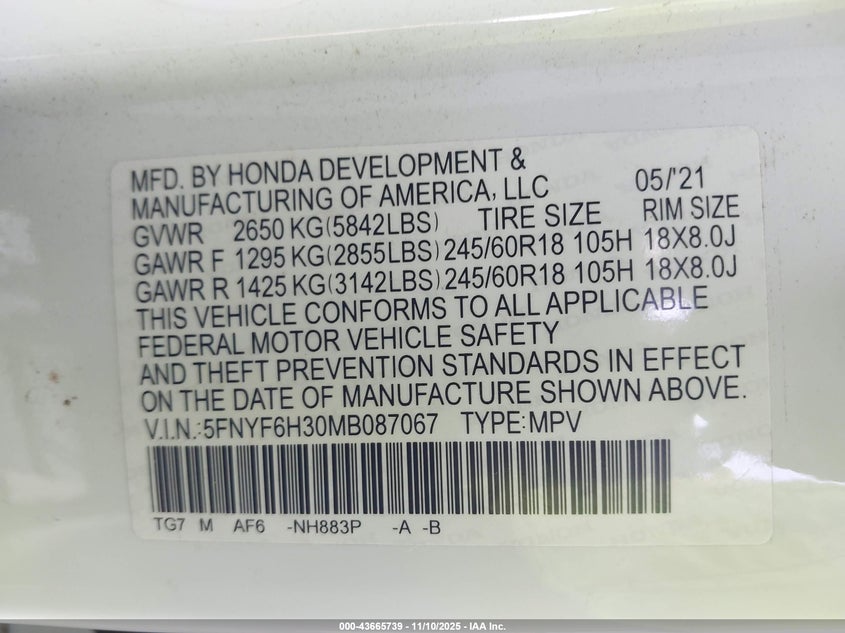 MFD. BY HONDA DEVELOPMENT &
MANUFACTURING OF AMERICA, LLC 05/'21
GVWR 2650 KG(5842LBS) TIRE SIZE RIM SIZE
GAWR F 1295 KG(2855LBS) 245/60R18 105H 18X8.0J
GAWR R 1425 KG(3142LBS) 245/60R18 105H 18X8.0J
THIS VEHICLE CONFORMS TO ALL APPLICABLE
FEDERAL MOTOR VEHICLE SAFETY
AND THEFT PREVENTION STANDARDS IN EFFECT
ON THE DATE OF MANUFACTURE SHOWN ABOVE.
V.I.N.:5FNYF6H30MB087067 TYPE:MPV
TG7 M AF6 -NH883P -A -B
000-43665739 - 11/10/2025 - IAA Inc.